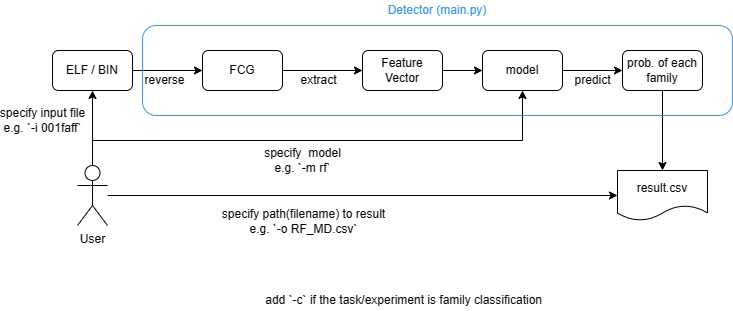 Detector (main.py)
ELF / BIN
reverse
FCG
extract
Feature
Vector
model
predict
prob. of each
family
specify input file
e.g. `-i 001faff`
specify  model
e.g. `-m rf`
result.csv
specify path(filename) to result
e.g. `-o RF_MD.csv`
User
add `-c` if the task/experiment is family classification